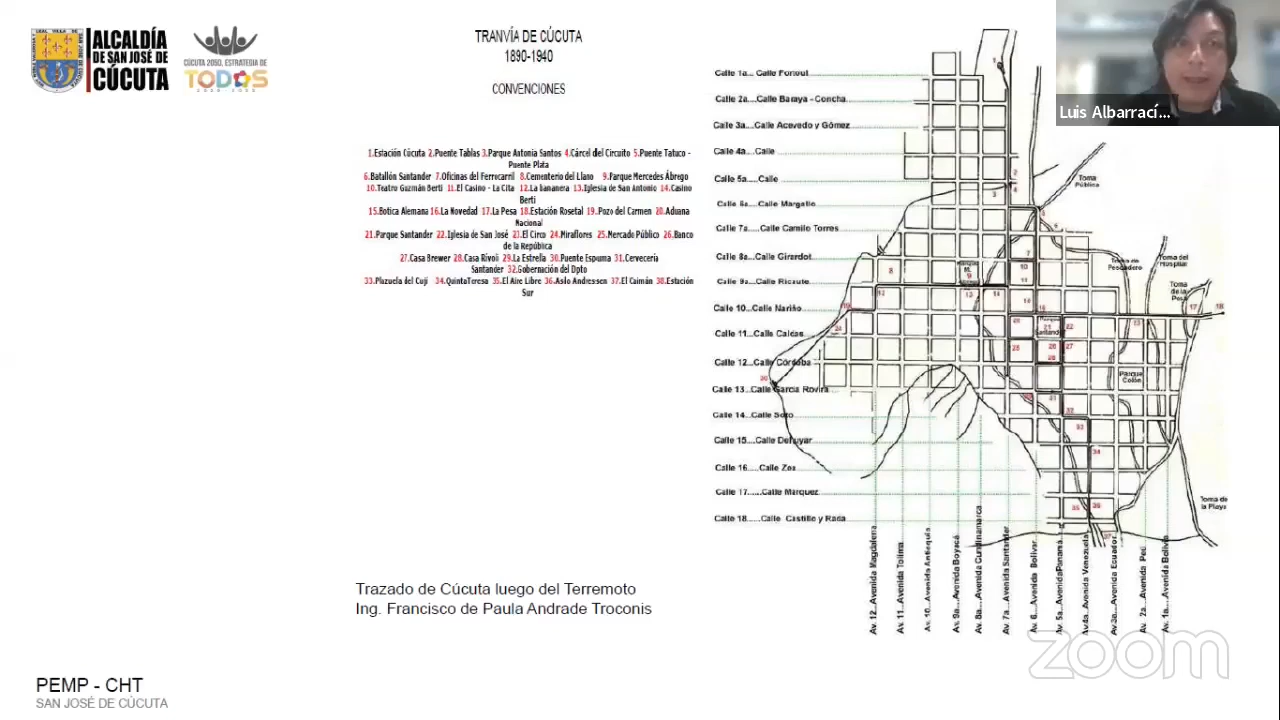 ALCALDÍA
DE SAN JOSÉ DE
CÚCUTA
CÚCUTA 2050, ESTRATEGIA DE
TODOS
TRANVÍA DE CÚCUTA
1890-1940
CONVENCIONES
1.Estación Cúcuta 2.Puente Tablas 3.Parque Antonia Santos 4.Cárcel del Circuito 5.Puente Tatuco -
Puente Plata
6.Batallón Santander 7.Oficinas del Ferrocarril 8.Cementerio del Llano 9.Parque Mercedes Ábrego
10.Teatro Guzmán Berti 11.El Casino - La Cita 12.La bananera 13.Iglesia de San Antonio 14.Casino
Berti
15.Botica Alemana 16.La Novedad 17.La Pesa 18.Estación Rosetal 19.Pozo del Carmen 20.Aduana
Nacional
21.Parque Santander 22.Iglesia de San José 23.El Circo 24.Miraflores 25.Mercado Público 26.Banco
de la República
27.Casa Brewer 28.Casa Rivoli 29.La Estrella 30.Puente Espuma 31.Cervecería
Santander 32.Gobernación del Dpto
33.Plazuela del Cují 34.QuintaTeresa 35.El Aire Libre 36.Asilo Andressen 37.El Caimán 38.Estación
Sur
Calle 1a... Calle Fonout
Calle 2a... Calle Baraya - Concha
Calle 3a...Calle Acevedo y Gómez
Calle 4a...Calle
Calle 5a...Calle
Calle 6a...Calle Margallo
Calle 7a...Calle Camilo Torres
Calle 8a...Calle Girardot
Calle 9a...Calle Ricaute
Calle 10...Calle Nariño
Calle 11...Calle Caldas
Calle 12...Calle Córdoba
Calle 13...Calle García Rovira
Calle 14...Calle Soto
Calle 15...Calle
Calle 16....Calle Zea
Calle 17.....Calle Marquez
Calle 18....Calle Castillo y Rada
Toma
Pública
Toma de
Pescadero
Toma del
Hospital
Toma
de la
Pesa
Parque
M.
Parque
Santander
Parque
Colón
Toma de
la Playa
Av. 12...Avenida Magdalena
Av. 11...Avenida Tolima
Av. 10...Avenida Antioquia
Av. 9a....Avenida Boyacá
Av. 8a....Avenida Cundinamarca
Av. 7a....Avenida Santander
Av. 6....Avenida Bolívar
Av. 5a....AvenidaPanamá
Av.4a....Avenida Venezuela
Av.3a...Avenida Ecuador
Av. 2a...Avenida Peú
Av. 1a...Avenida Bolivia
Trazado de Cúcuta luego del Terremoto
Ing. Francisco de Paula Andrade Troconis
PEMP - CHT
SAN JOSÉ DE CÚCUTA
Luis Albarrací...
zoom